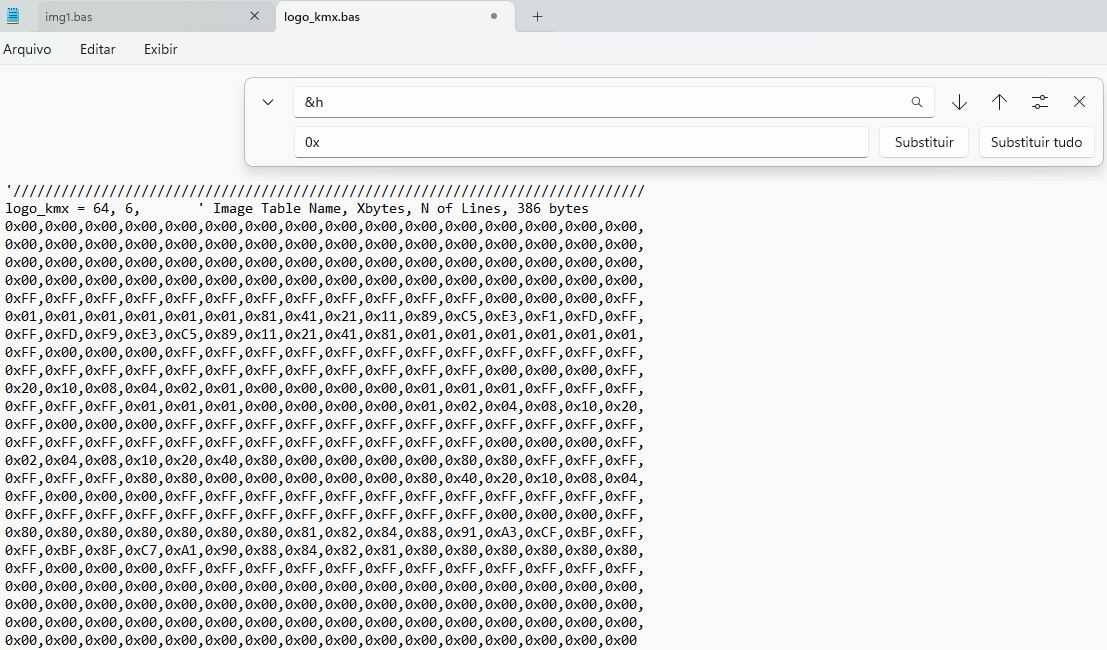 img1.bas
logo_kmx.bas
Arquivo Editar Exibir
&h
0x
Substituir
Substituir tudo
'///////////////////////////////////////////////////////////////////////////////
logo_kmx = 64, 6,       ' Image Table Name, Xbytes, N of Lines, 386 bytes
0x00,0x00,0x00,0x00,0x00,0x00,0x00,0x00,0x00,0x00,0x00,0x00,0x00,0x00,0x00,0x00,
0x00,0x00,0x00,0x00,0x00,0x00,0x00,0x00,0x00,0x00,0x00,0x00,0x00,0x00,0x00,0x00,
0x00,0x00,0x00,0x00,0x00,0x00,0x00,0x00,0x00,0x00,0x00,0x00,0x00,0x00,0x00,0x00,
0x00,0x00,0x00,0x00,0x00,0x00,0x00,0x00,0x00,0x00,0x00,0x00,0x00,0x00,0x00,0x00,
0xFF,0xFF,0xFF,0xFF,0xFF,0xFF,0xFF,0xFF,0xFF,0xFF,0xFF,0xFF,0x00,0x00,0x00,0xFF,
0x01,0x01,0x01,0x01,0x01,0x01,0x81,0x41,0x21,0x11,0x89,0xC5,0xE3,0xF1,0xFD,0xFF,
0xFF,0xFD,0xF9,0xE3,0xC5,0x89,0x11,0x21,0x41,0x81,0x01,0x01,0x01,0x01,0x01,0x01,
0xFF,0x00,0x00,0x00,0xFF,0xFF,0xFF,0xFF,0xFF,0xFF,0xFF,0xFF,0xFF,0xFF,0xFF,0xFF,
0xFF,0xFF,0xFF,0xFF,0xFF,0xFF,0xFF,0xFF,0xFF,0xFF,0xFF,0xFF,0x00,0x00,0x00,0xFF,
0x20,0x10,0x08,0x04,0x02,0x01,0x00,0x00,0x00,0x00,0x01,0x01,0x01,0xFF,0xFF,0xFF,
0xFF,0xFF,0xFF,0x01,0x01,0x01,0x00,0x00,0x00,0x00,0x01,0x02,0x04,0x08,0x10,0x20,
0xFF,0x00,0x00,0x00,0xFF,0xFF,0xFF,0xFF,0xFF,0xFF,0xFF,0xFF,0xFF,0xFF,0xFF,0xFF,
0xFF,0xFF,0xFF,0xFF,0xFF,0xFF,0xFF,0xFF,0xFF,0xFF,0xFF,0xFF,0x00,0x00,0x00,0xFF,
0x02,0x04,0x08,0x10,0x20,0x40,0x80,0x00,0x00,0x00,0x00,0x80,0x80,0xFF,0xFF,0xFF,
0xFF,0xFF,0xFF,0x80,0x80,0x00,0x00,0x00,0x00,0x00,0x80,0x40,0x20,0x10,0x08,0x04,
0xFF,0x00,0x00,0x00,0xFF,0xFF,0xFF,0xFF,0xFF,0xFF,0xFF,0xFF,0xFF,0xFF,0xFF,0xFF,
0xFF,0xFF,0xFF,0xFF,0xFF,0xFF,0xFF,0xFF,0xFF,0xFF,0xFF,0xFF,0x00,0x00,0x00,0xFF,
0x80,0x80,0x80,0x80,0x80,0x80,0x80,0x81,0x82,0x84,0x88,0x91,0xA3,0xCF,0xBF,0xFF,
0xFF,0xBF,0x8F,0xC7,0xA1,0x90,0x88,0x84,0x82,0x81,0x80,0x80,0x80,0x80,0x80,0x80,
0xFF,0x00,0x00,0x00,0xFF,0xFF,0xFF,0xFF,0xFF,0xFF,0xFF,0xFF,0xFF,0xFF,0xFF,0xFF,
0x00,0x00,0x00,0x00,0x00,0x00,0x00,0x00,0x00,0x00,0x00,0x00,0x00,0x00,0x00,0x00,
0x00,0x00,0x00,0x00,0x00,0x00,0x00,0x00,0x00,0x00,0x00,0x00,0x00,0x00,0x00,0x00,
0x00,0x00,0x00,0x00,0x00,0x00,0x00,0x00,0x00,0x00,0x00,0x00,0x00,0x00,0x00,0x00,
0x00,0x00,0x00,0x00,0x00,0x00,0x00,0x00,0x00,0x00,0x00,0x00,0x00,0x00,0x00,0x00